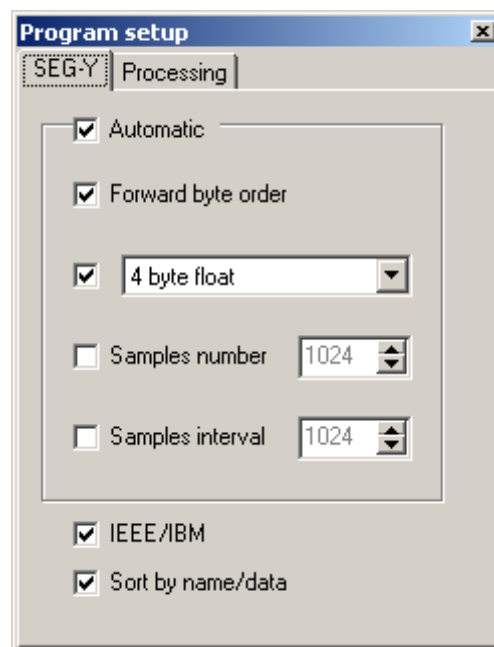 Program setup
SEG-Y Processing
Automatic
Forward byte order
4 byte float
Samples number 1024
Samples interval 1024
IEEE/IBM
Sort by name/data